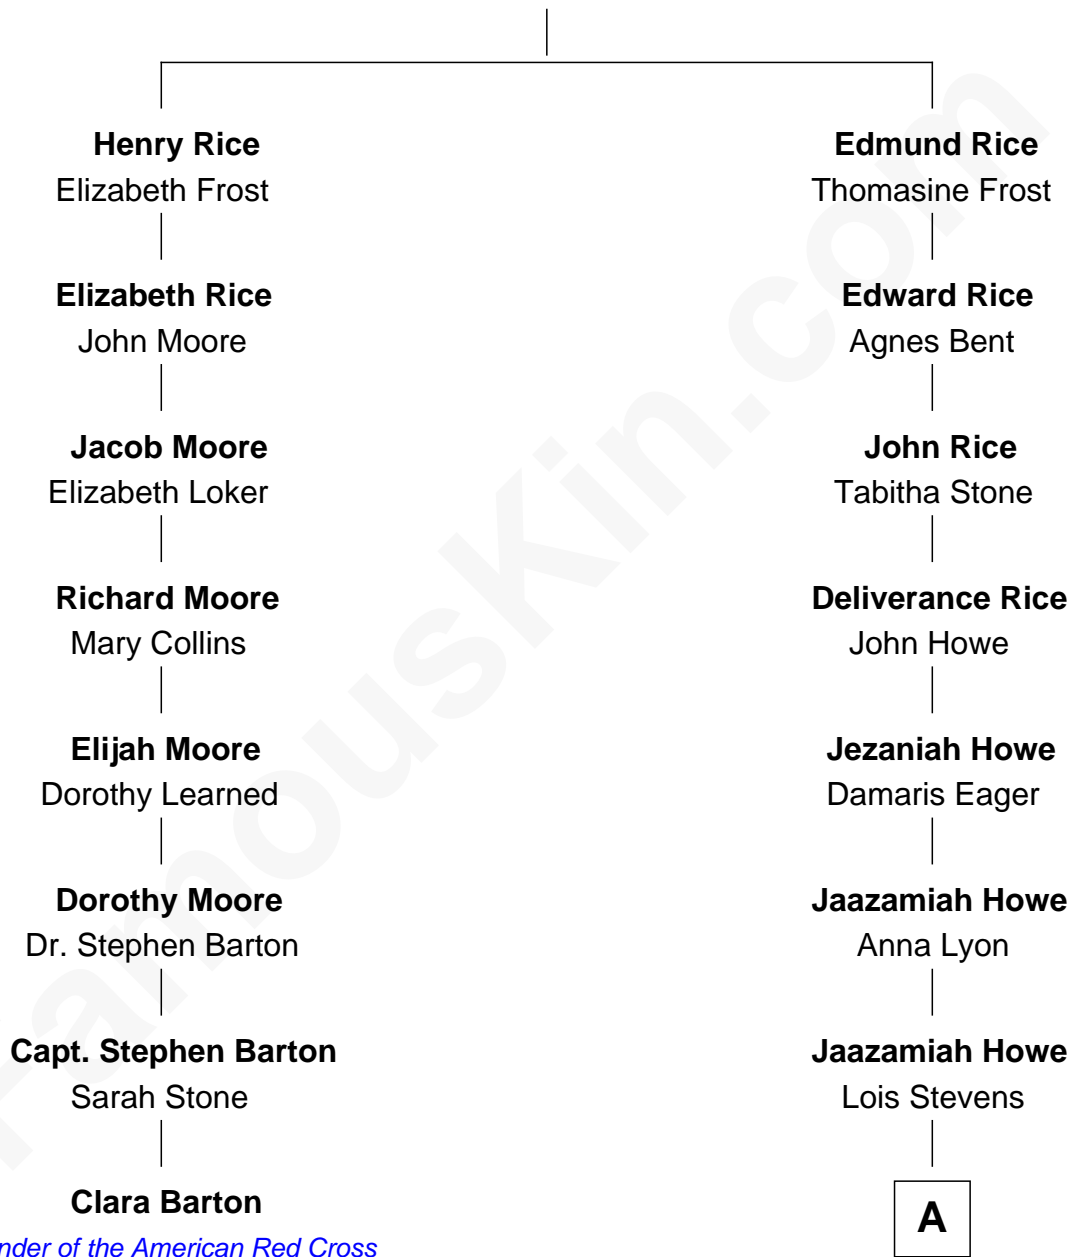 Henry Rice
Elizabeth Frost
Elizabeth Rice
John Moore
Jacob Moore
Elizabeth Loker
Richard Moore
Mary Collins
Elijah Moore
Dorothy Learned
Dorothy Moore
Dr. Stephen Barton
Capt. Stephen Barton
Sarah Stone
Clara Barton
nder of the American Red Cross
Edmund Rice
Thomasine Frost
Edward Rice
Agnes Bent
John Rice
Tabitha Stone
Deliverance Rice
John Howe
Jezaniah Howe
Damaris Eager
Jaazamiah Howe
Anna Lyon
Jaazamiah Howe
Lois Stevens
A
FamousKin.com